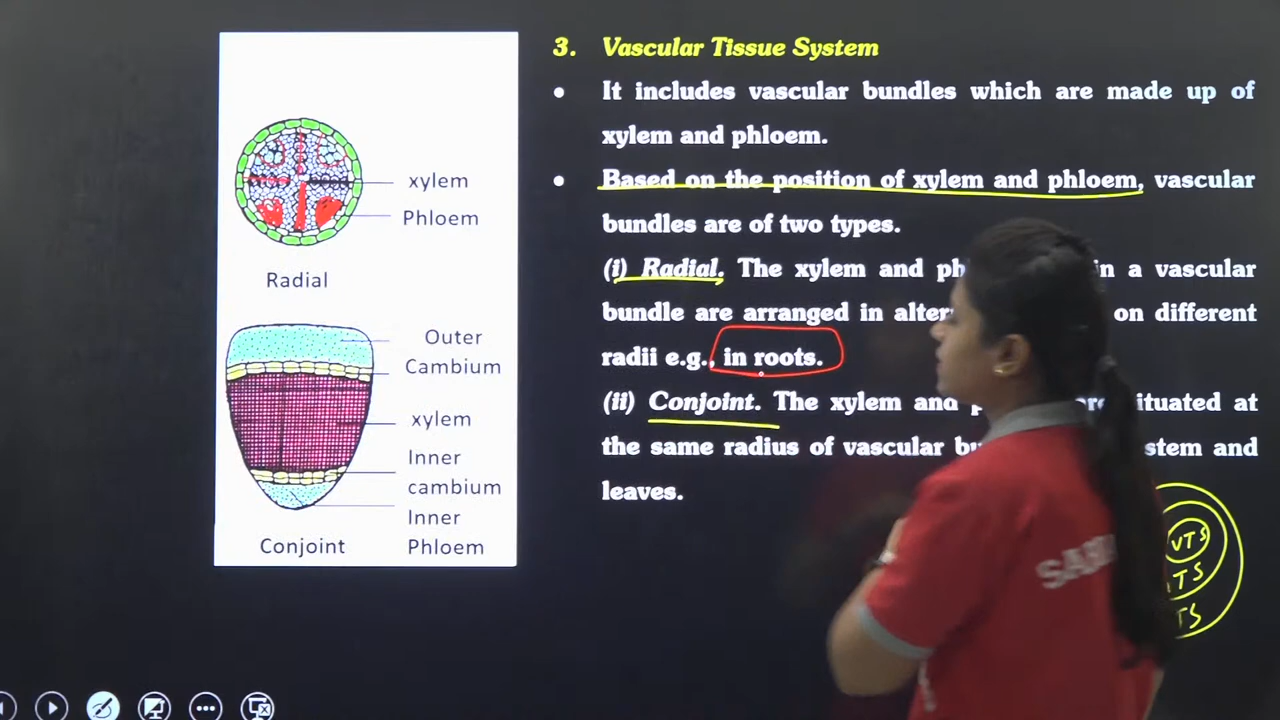 3. Vascular Tissue System
• It includes vascular bundles which are made up of
xylem and phloem.
• Based on the position of xylem and phloem, vascular
bundles are of two types.
(i) Radial. The xylem and in a vascular
bundle are arranged in on different
radii e.g., in roots.
(ii) Conjoint. The xylem and situated at
the same radius of vascular stem and
leaves.
xylem
Phloem
Radial
Outer
Cambium
xylem
Inner
cambium
Inner
Phloem
Conjoint
VTS
TS
TS